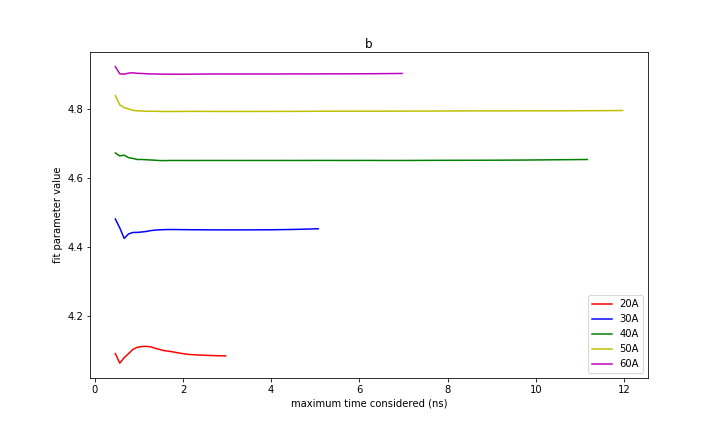 b
fit parameter value
4.8
4.6
4.4
4.2
0 2 4 6 8 10 12
maximum time considered (ns)
20A
30A
40A
50A
60A